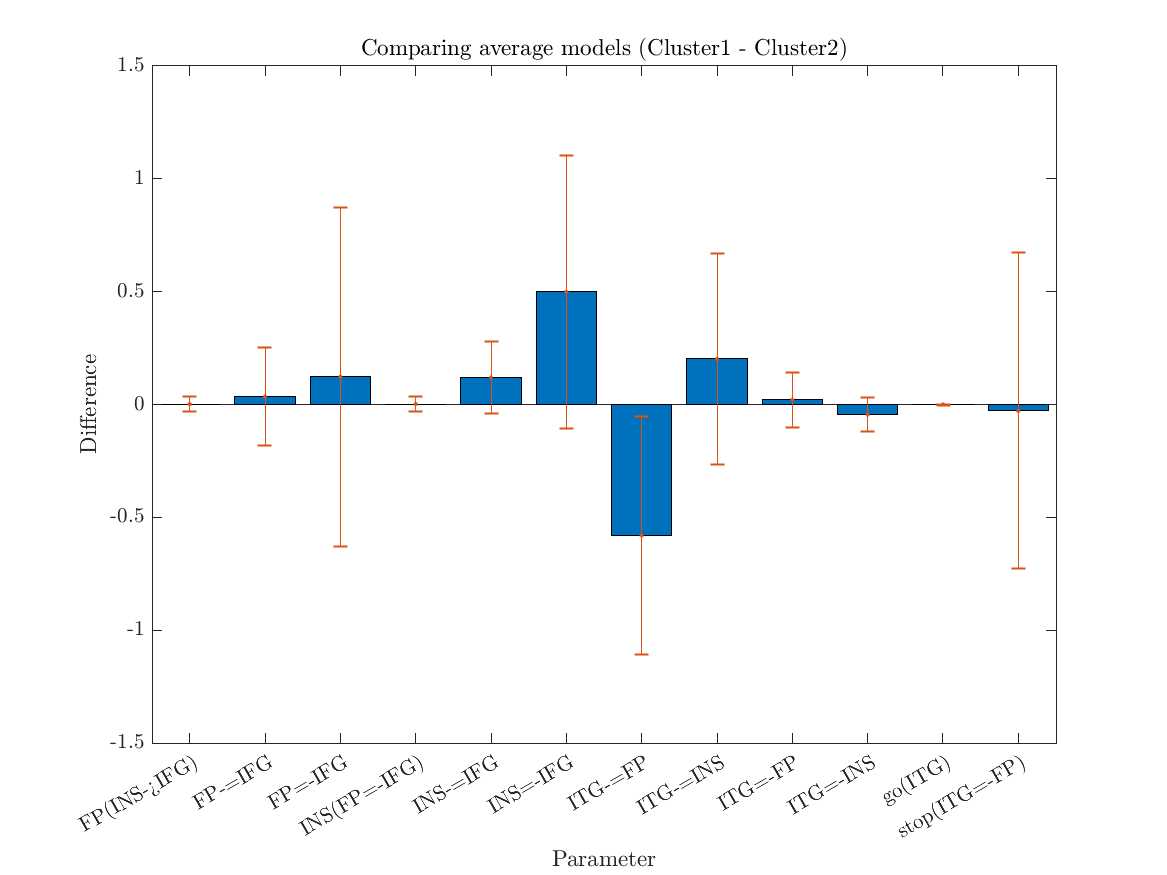 Comparing average models (Cluster1 - Cluster2)
1.5
1
0.5
0
-0.5
-1
-1.5
Difference
FP(INS-¿IFG)
FP-=IFG
FP=-IFG
INS(FP=-IFG)
INS-=IFG
INS=-IFG
ITG-=FP
ITG-=INS
ITG=-FP
ITG=-INS
go(ITG)
stop(ITG=-FP)
Parameter